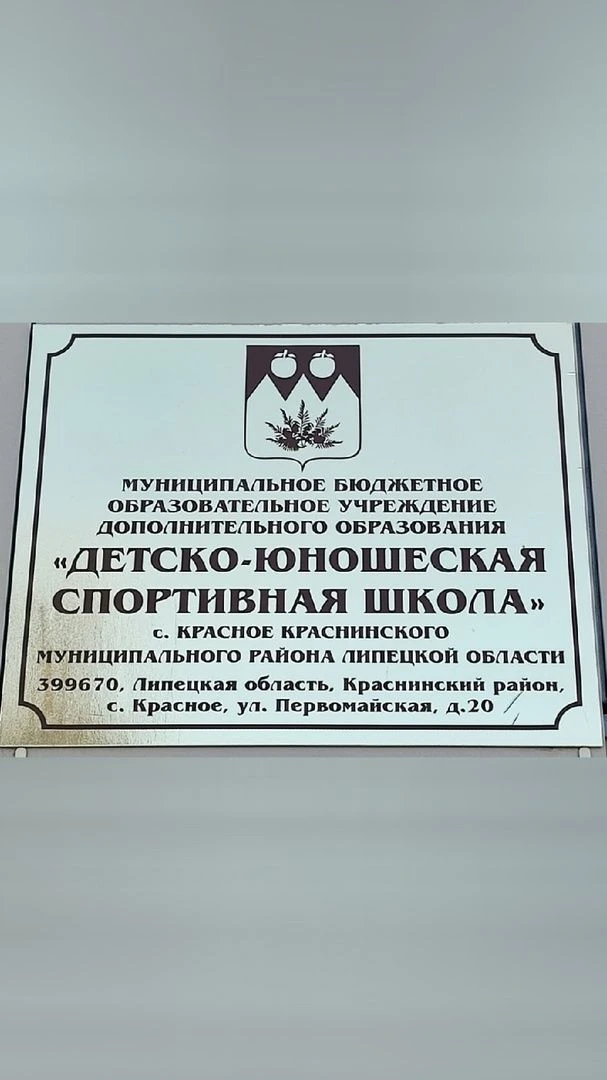 МУНИЦИПАЛЬНОЕ БЮДЖЕТНОЕ
ОБРАЗОВАТЕЛЬНОЕ УЧРЕЖДЕНИЕ
ДОПОЛНИТЕЛЬНОГО ОБРАЗОВАНИЯ
«ДЕТСКО-ЮНОШЕСКАЯ
СПОРТИВНАЯ ШКОЛА»
с. КРАСНОЕ КРАСНИНСКОГО
МУНИЦИПАЛЬНОГО РАЙОНА ЛИПЕЦКОЙ ОБЛАСТИ
399670, Липецкая область, Краснинский район,
с. Красное, ул. Первомайская, д.20